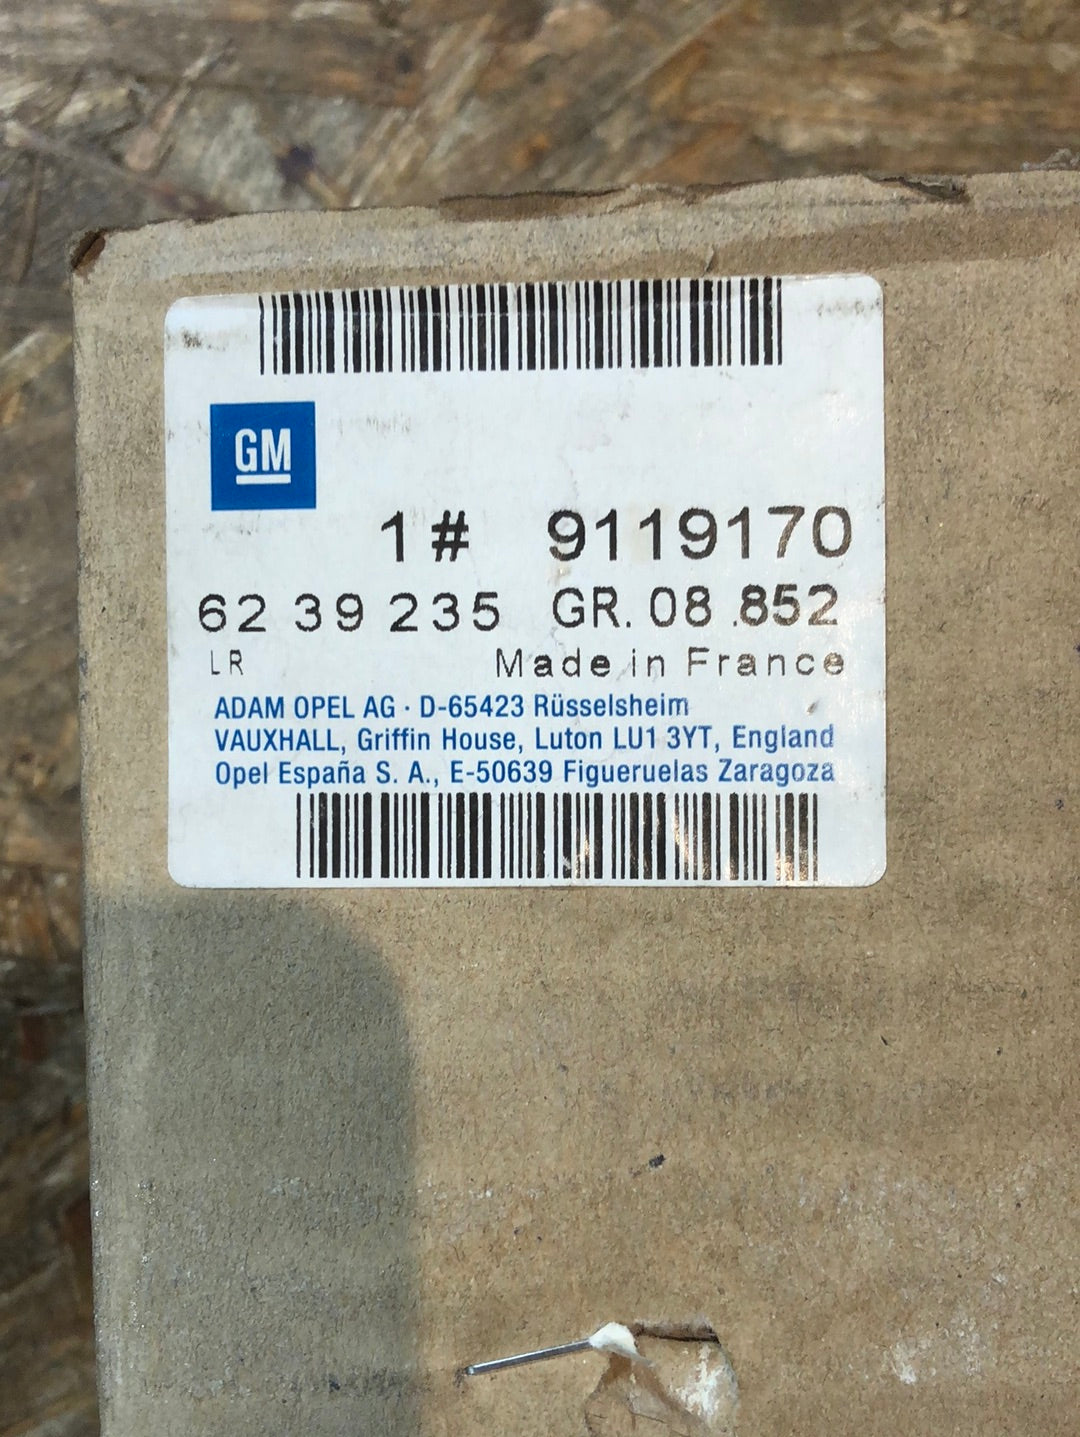 GM
1# 9119170
62 39 235 GR. 08 .852
LR Made in France
ADAM OPEL AG · D-65423 Rüsselsheim
VAUXHALL, Griffin House, Luton LU1 3YT, England
Opel España S. A., E-50639 Figueruelas Zaragoza